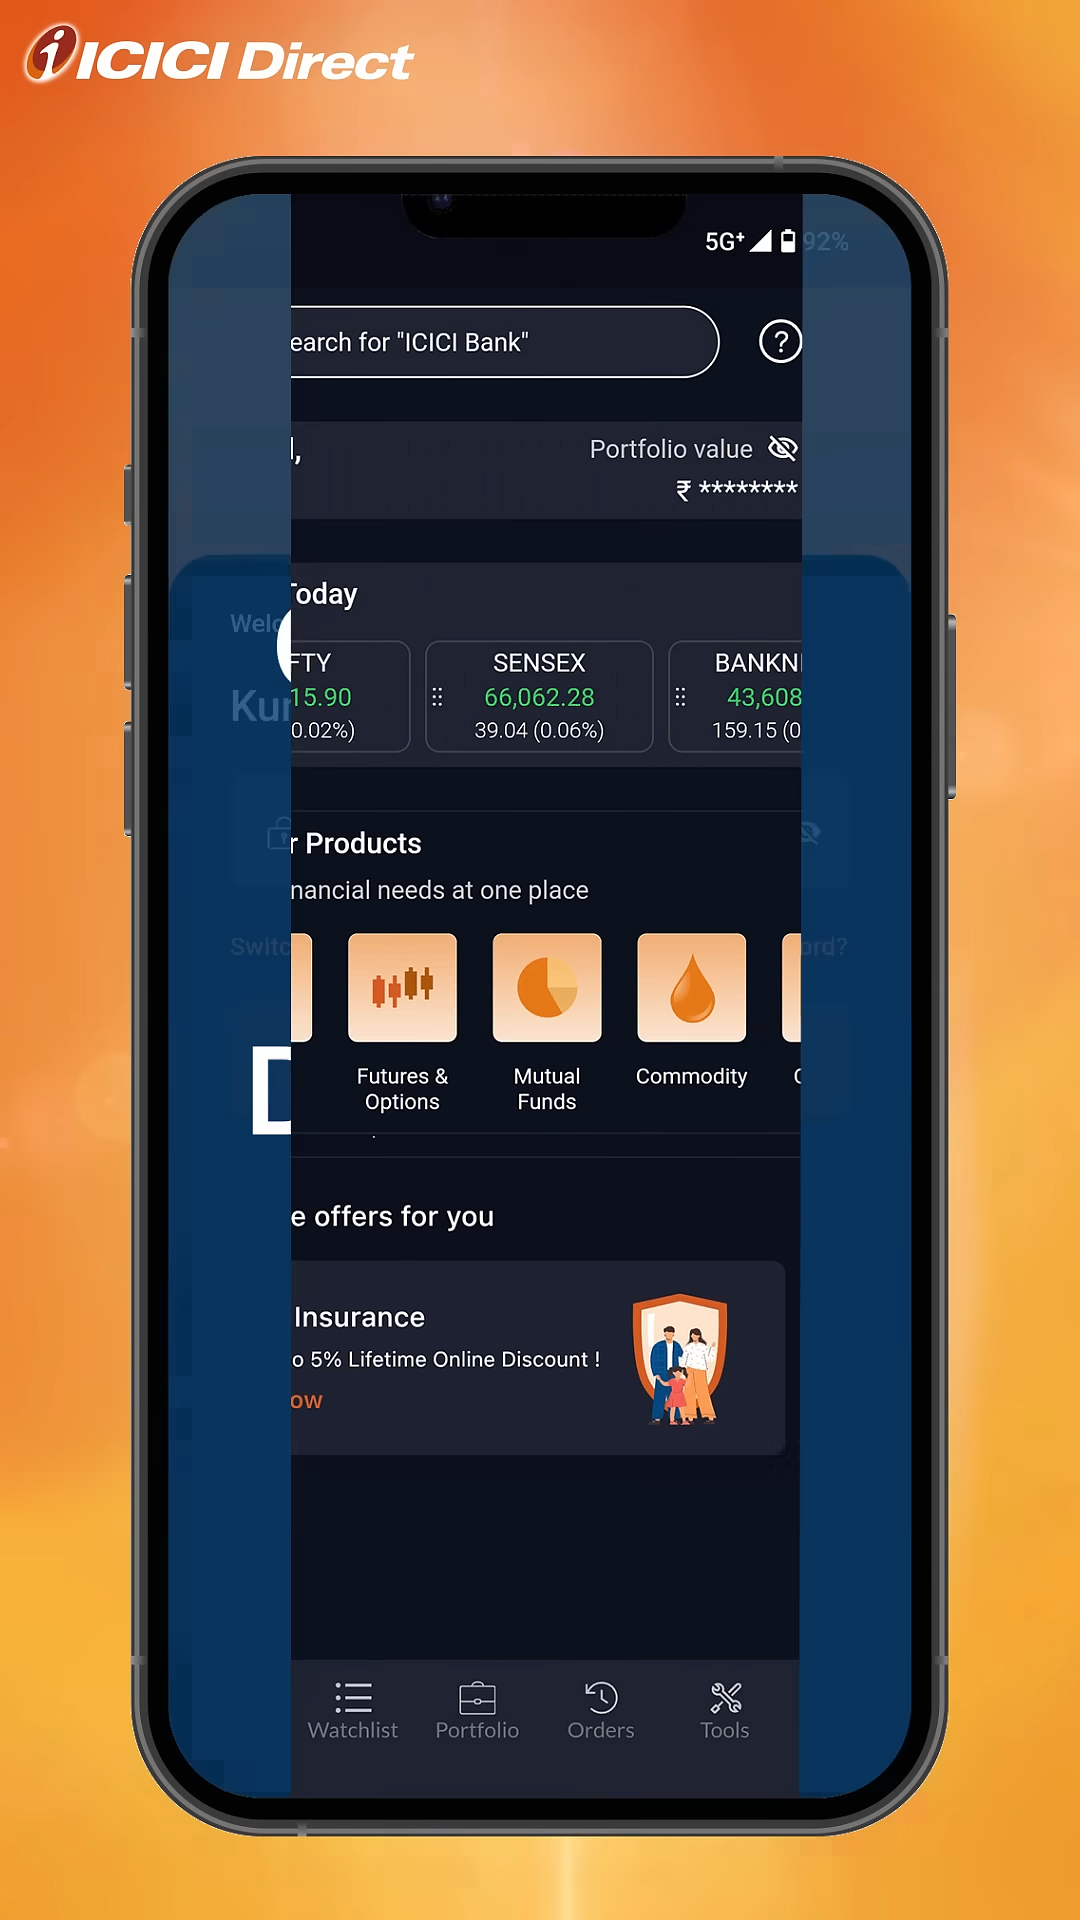 ICICI Direct
5G+ 92%
earch for "ICICI Bank"
?
Portfolio value
₹ ********
Today
Welc
FTY
15.90
0.02%)
SENSEX
66,062.28
39.04 (0.06%)
BANKN
43,608
159.15 (0
Kur
r Products
nancial needs at one place
Switc
ord?
Futures &
Options
Mutual
Funds
Commodity
D
e offers for you
Insurance
o 5% Lifetime Online Discount !
ow
Watchlist
Portfolio
Orders
Tools